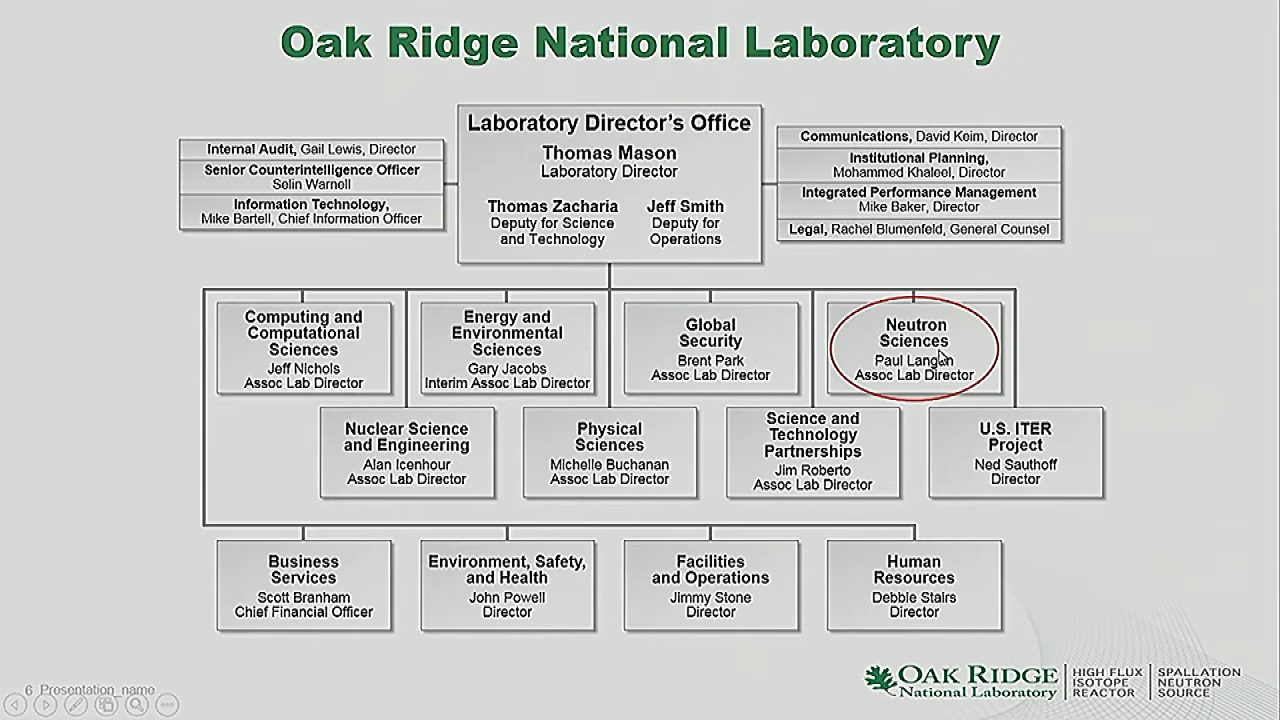 Oak Ridge National Laboratory
Laboratory Director's Office
Thomas Mason
Laboratory Director
Thomas Zacharia
Deputy for Science
and Technology
Jeff Smith
Deputy for
Operations
Internal Audit, Gail Lewis, Director
Senior Counterintelligence Officer
Selin Warnell
Information Technology,
Mike Bartell, Chief Information Officer
Communications, David Keim, Director
Institutional Planning,
Mohammed Khaleel, Director
Integrated Performance Management
Mike Baker, Director
Legal, Rachel Blumenfeld, General Counsel
Computing and
Computational
Sciences
Jeff Nichols
Assoc Lab Director
Energy and
Environmental
Sciences
Gary Jacobs
Interim Assoc Lab Director
Global
Security
Brent Park
Assoc Lab Director
Neutron
Sciences
Paul Langan
Assoc Lab Director
Nuclear Science
and Engineering
Alan Icenhour
Assoc Lab Director
Physical
Sciences
Michelle Buchanan
Assoc Lab Director
Science and
Technology
Partnerships
Jim Roberto
Assoc Lab Director
U.S. ITER
Project
Ned Sauthoff
Director
Business
Services
Scott Branham
Chief Financial Officer
Environment, Safety,
and Health
John Powell
Director
Facilities
and Operations
Jimmy Stone
Director
Human
Resources
Debbie Stairs
Director
6 Presentation_name
OAK RIDGE
National Laboratory
HIGH FLUX
ISOTOPE
REACTOR
SPALLATION
NEUTRON
SOURCE